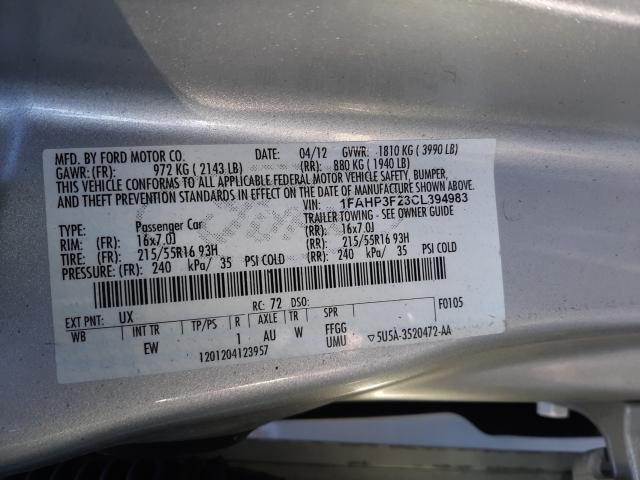 MFD. BY FORD MOTOR CO. DATE: 04/12 GVWR: 1810 KG ( 3990 LB)
GAWR: (FR): 972 KG ( 2143 LB) (RR): 880 KG (1940 LB)
THIS VEHICLE CONFORMS TO ALL APPLICABLE FEDERAL MOTOR VEHICLE SAFETY, BUMPER,
AND THEFT PREVENTION STANDARDS IN EFFECT ON THE DATE OF MANUFACTURE SHOWN ABOVE.
VIN: 1FAHP3F23CL394983
TYPE: Passenger Car TRAILER TOWING - SEE OWNER GUIDE
RIM: (FR): 16x7.0J (RR): 16x7.0J
TIRE: (FR): 215/55R16 93H (RR): 215/55R16 93H
PRESSURE: (FR): 240 kPa/ 35 PSI COLD (RR): 240 kPa/ 35 PSI COLD
RC: 72 DSO: F0105
EXT PNT: UX
WB INT TR TP/PS R AXLE TR SPR
EW 1 AU W FFGG
UMU
1201204123957
5U5A-3520472-AA